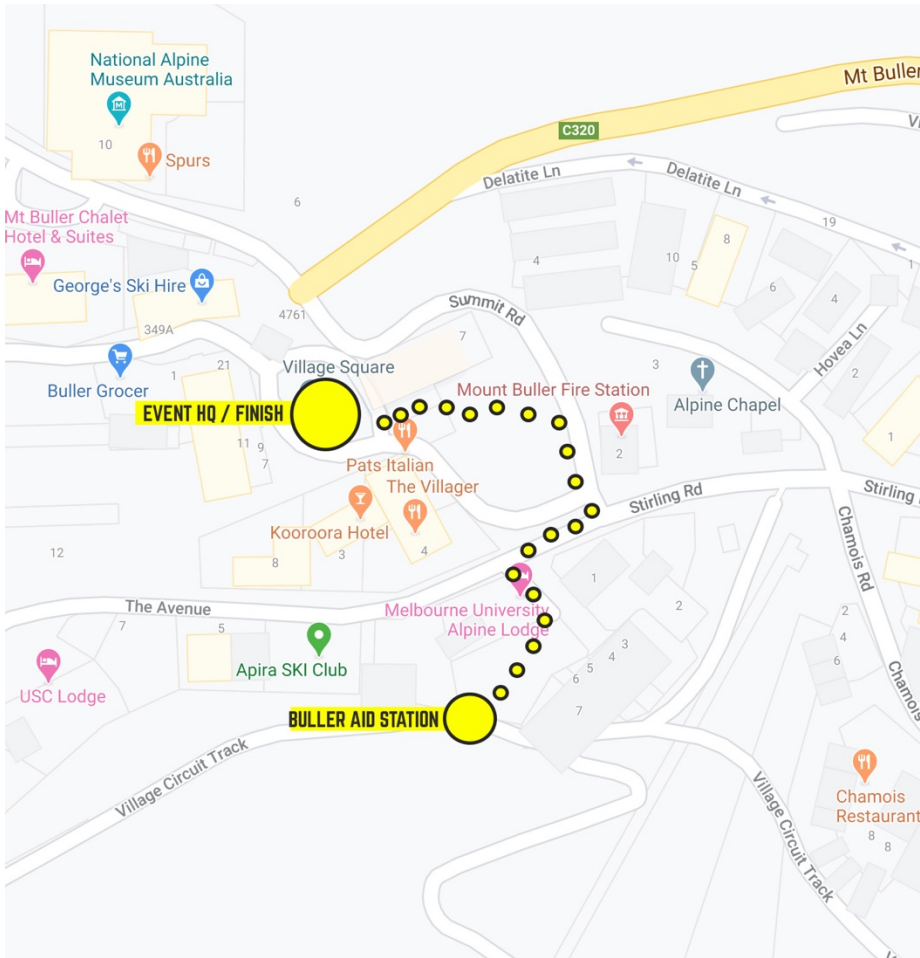 National Alpine
Museum Australia
10
Spurs
Mt Buller
C320
6
Delatite Ln
Delatite Ln
19
1
Mt Buller Chalet
Hotel & Suites
8
10
5
4
6
4
George's Ski Hire
4761
Summit Rd
349A
7
Hovea Ln
2
Village Square
3
Buller Grocer
1
21
Mount Buller Fire Station
Alpine Chapel
EVENT HQ / FINISH
11
9
7
2
1
Pats Italian
The Villager
Stirling Rd
Stirling R
Kooroora Hotel
12
8
3
4
Chamois Rd
1
The Avenue
Melbourne University
Alpine Lodge
2
2
4
6
7
5
3
4
5
6
6
7
Apira SKI Club
USC Lodge
Chamois
BULLER AID STATION
Village Circuit Track
Village Circuit Track
Chamois
Restaurant
8
8